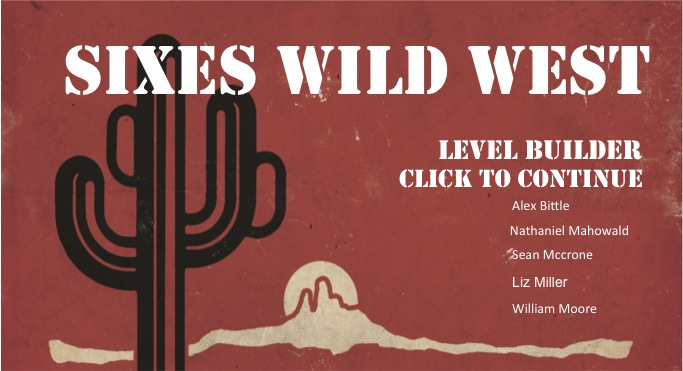 SIXES WILD WEST
LEVEL BUILDER
CLICK TO CONTINUE
Alex Bittle
Nathaniel Mahowald
Sean Mccrone
Liz Miller
William Moore